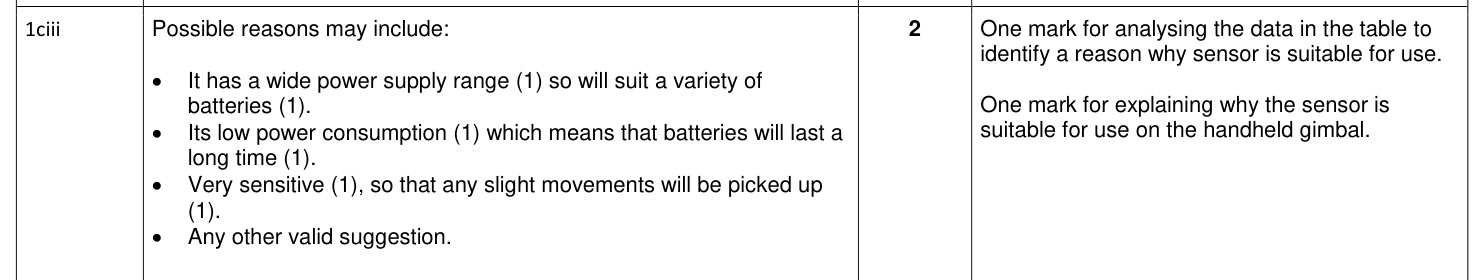 1ciii
Possible reasons may include:
• It has a wide power supply range (1) so will suit a variety of
batteries (1).
• Its low power consumption (1) which means that batteries will last a
long time (1).
• Very sensitive (1), so that any slight movements will be picked up
(1).
• Any other valid suggestion.
2
One mark for analysing the data in the table to
identify a reason why sensor is suitable for use.
One mark for explaining why the sensor is
suitable for use on the handheld gimbal.